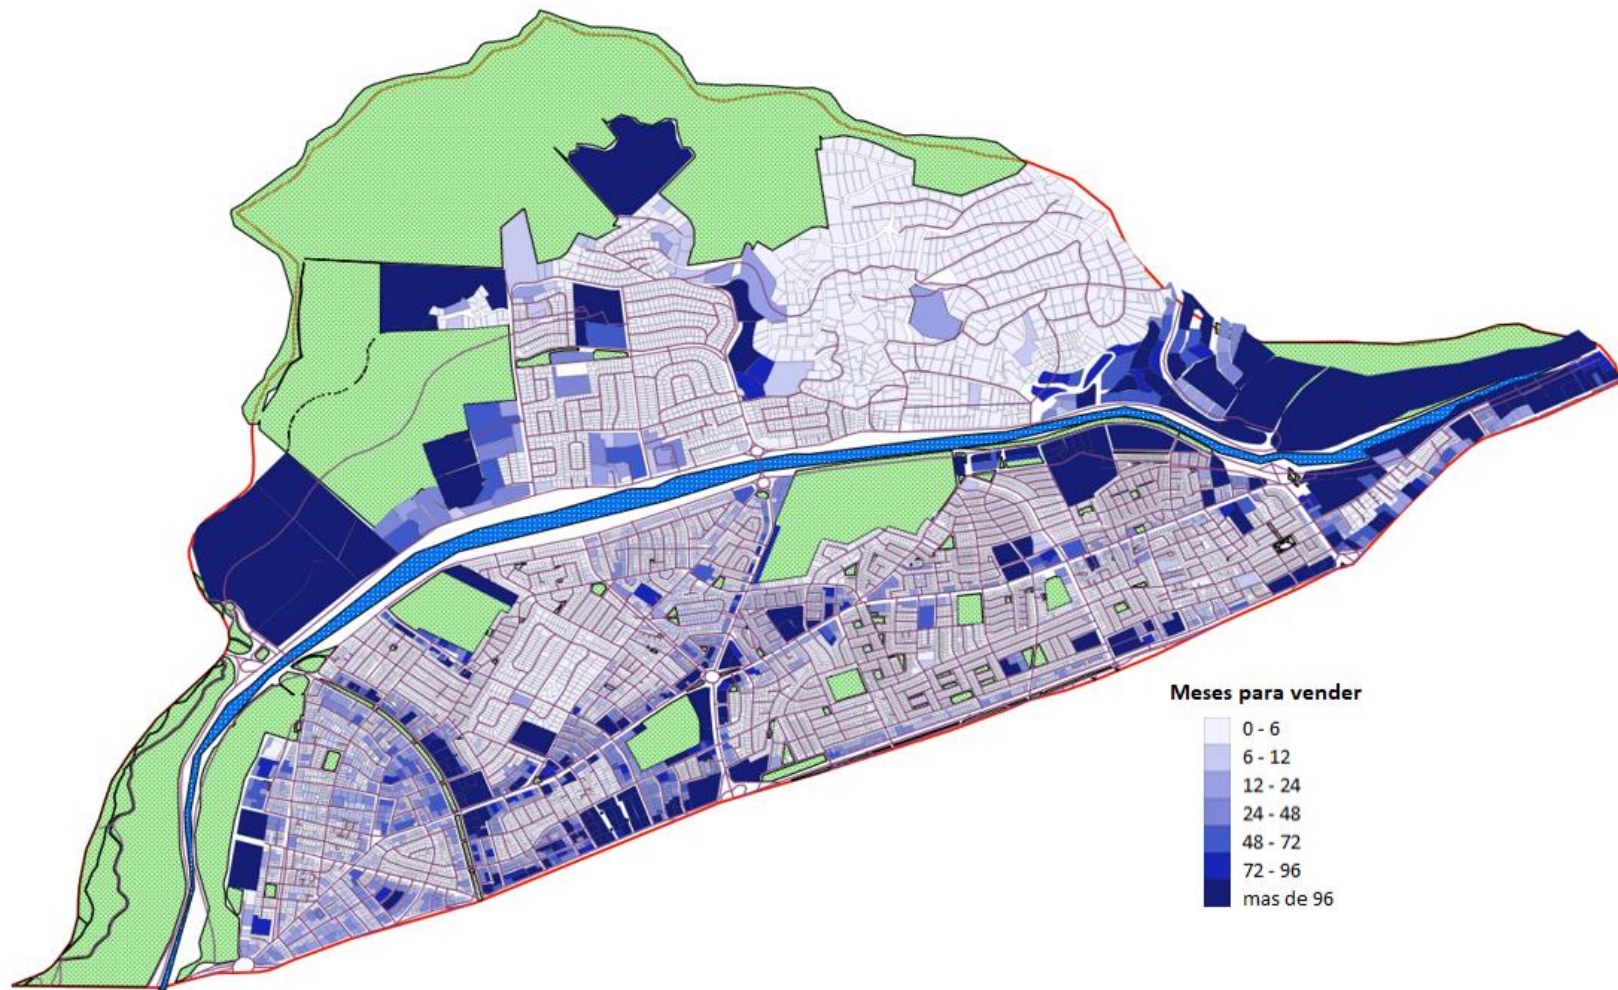 Meses para vender
0 - 6
6 - 12
12 - 24
24 - 48
48 - 72
72 - 96
mas de 96